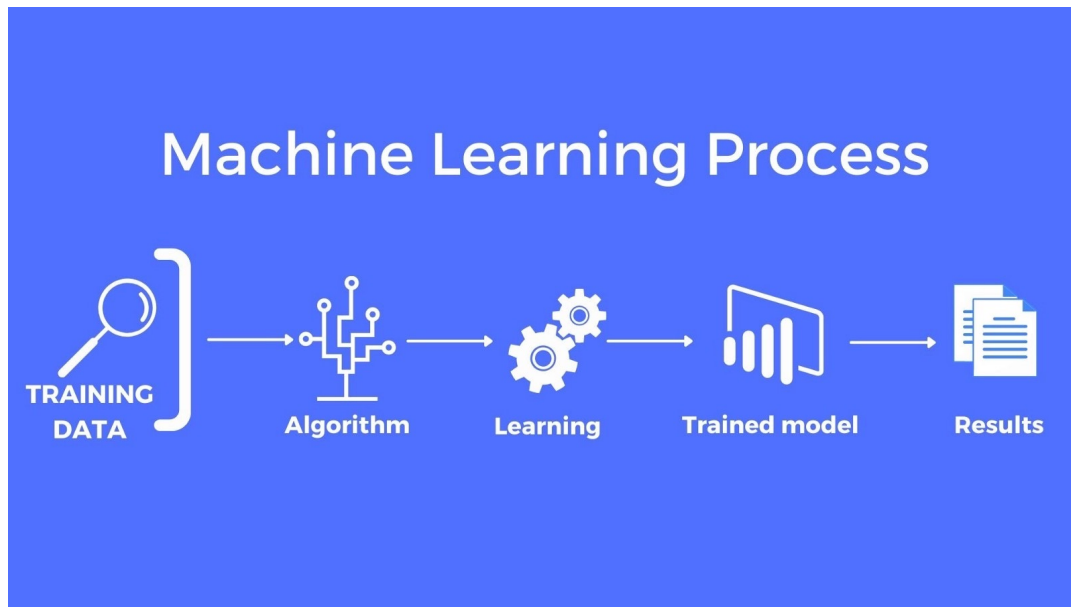 Machine Learning Process
TRAINING
DATA
Algorithm
Learning
Trained model
Results